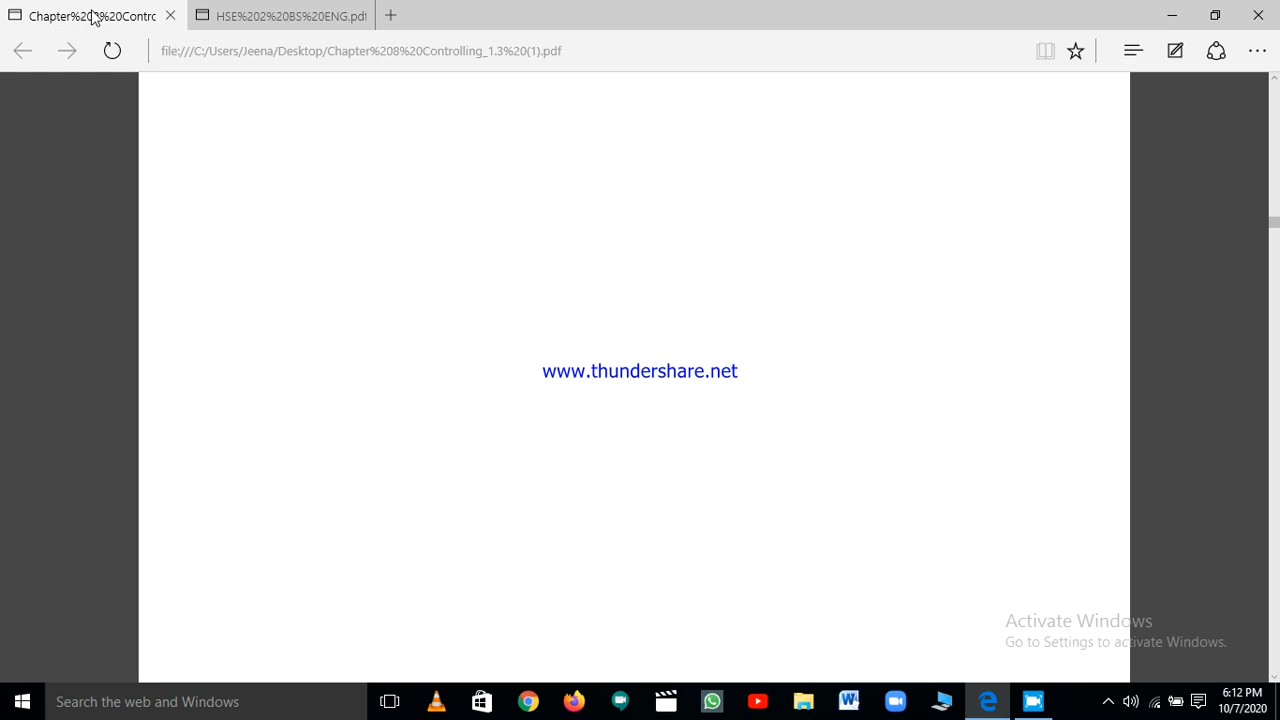 Chapter%208%20Contro
HSE%202%20BS%20ENG.pdf
file:///C:/Users/Jeena/Desktop/Chapter%208%20Controlling_1.3%20(1).pdf
www.thundershare.net
Activate Windows
Go to Settings to activate Windows.
Search the web and Windows
6:12 PM
10/7/2020